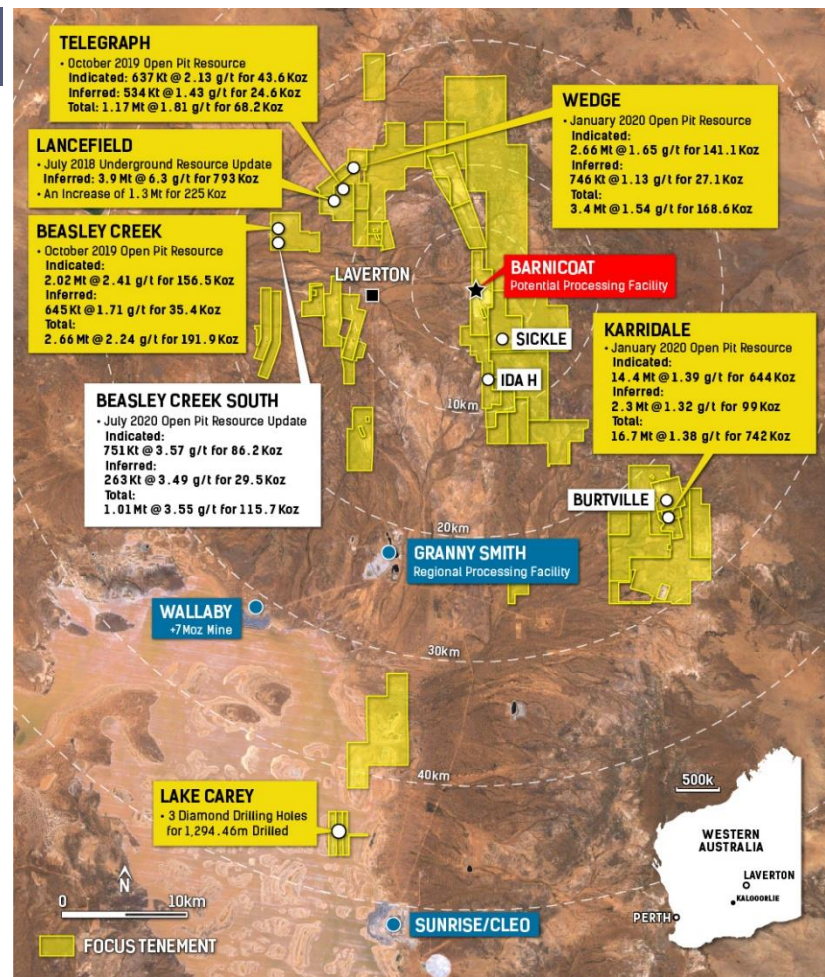 TELEGRAPH
• October 2019 Open Pit Resource
Indicated: 637 Kt @ 2.13 g/t for 43.6 Koz
Inferred: 534 Kt @ 1.43 g/t for 24.6 Koz
Total: 1.17 Mt @ 1.81 g/t for 68.2 Koz
LANCEFIELD
• July 2018 Underground Resource Update
Inferred: 3.9 Mt @ 6.3 g/t for 793 Koz
• An Increase of 1.3 Mt for 225 Koz
BEASLEY CREEK
• October 2019 Open Pit Resource
Indicated:
2.02 Mt @ 2.41 g/t for 156.5 Koz
Inferred:
645 Kt @ 1.71 g/t for 35.4 Koz
Total:
2.66 Mt @ 2.24 g/t for 191.9 Koz
BEASLEY CREEK SOUTH
• July 2020 Open Pit Resource Update
Indicated:
751 Kt @ 3.57 g/t for 86.2 Koz
Inferred:
263 Kt @ 3.49 g/t for 29.5 Koz
Total:
1.01 Mt @ 3.55 g/t for 115.7 Koz
WEDGE
• January 2020 Open Pit Resource
Indicated:
2.66 Mt @ 1.65 g/t for 141.1 Koz
Inferred:
746 Kt @ 1.13 g/t for 27.1 Koz
Total:
3.4 Mt @ 1.54 g/t for 168.6 Koz
LAVERTON
BARNICOAT
Potential Processing Facility
SICKLE
IDA H
10km
KARRIDALE
• January 2020 Open Pit Resource
Indicated:
14.4 Mt @ 1.39 g/t for 644 Koz
Inferred:
2.3 Mt @ 1.32 g/t for 99 Koz
Total:
16.7 Mt @ 1.38 g/t for 742 Koz
BURTVILLE
20km
GRANNY SMITH
Regional Processing Facility
WALLABY
+7Moz Mine
30km
40km
LAKE CAREY
• 3 Diamond Drilling Holes
for 1,294.46m Drilled
N
0 10km
FOCUS TENEMENT
SUNRISE/CLEO
500k
WESTERN
AUSTRALIA
LAVERTON
KALGOORLIE
PERTH